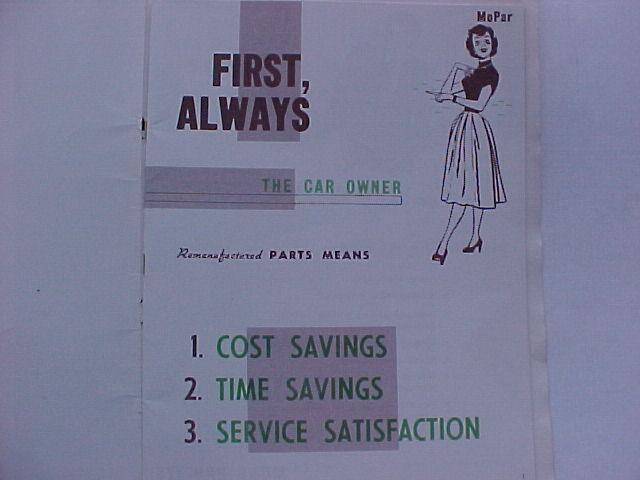 MoPar
FIRST,
ALWAYS
THE CAR OWNER
Remanufactured PARTS MEANS
1. COST SAVINGS
2. TIME SAVINGS
3. SERVICE SATISFACTION